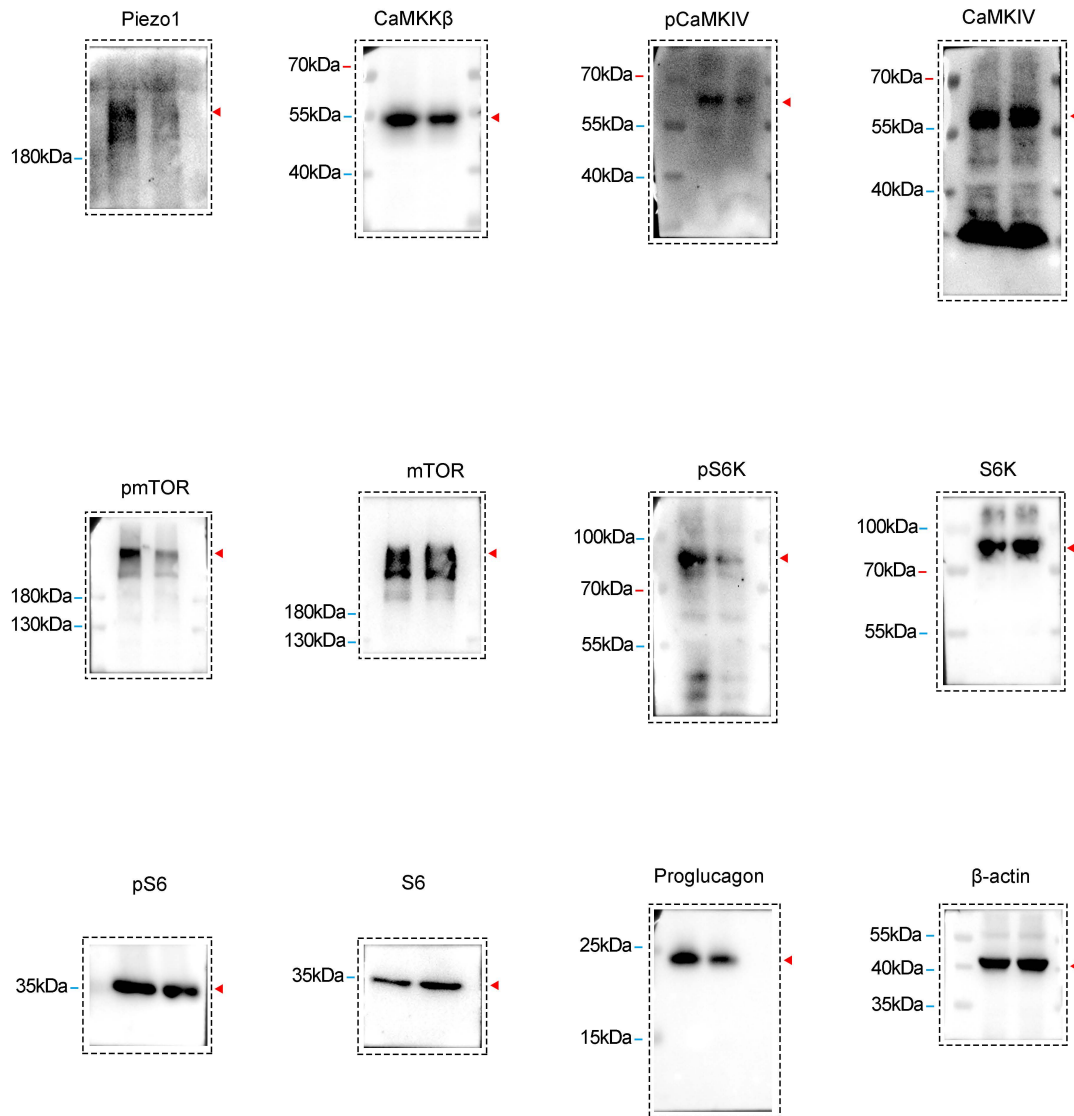 Piezo1
180kDa
CaMKKβ
70kDa
55kDa
40kDa
pCaMKIV
70kDa
55kDa
40kDa
CaMKIV
70kDa
55kDa
40kDa
pmTOR
180kDa
130kDa
mTOR
180kDa
130kDa
pS6K
100kDa
70kDa
55kDa
S6K
100kDa
70kDa
55kDa
pS6
35kDa
S6
35kDa
Proglucagon
25kDa
15kDa
β-actin
55kDa
40kDa
35kDa